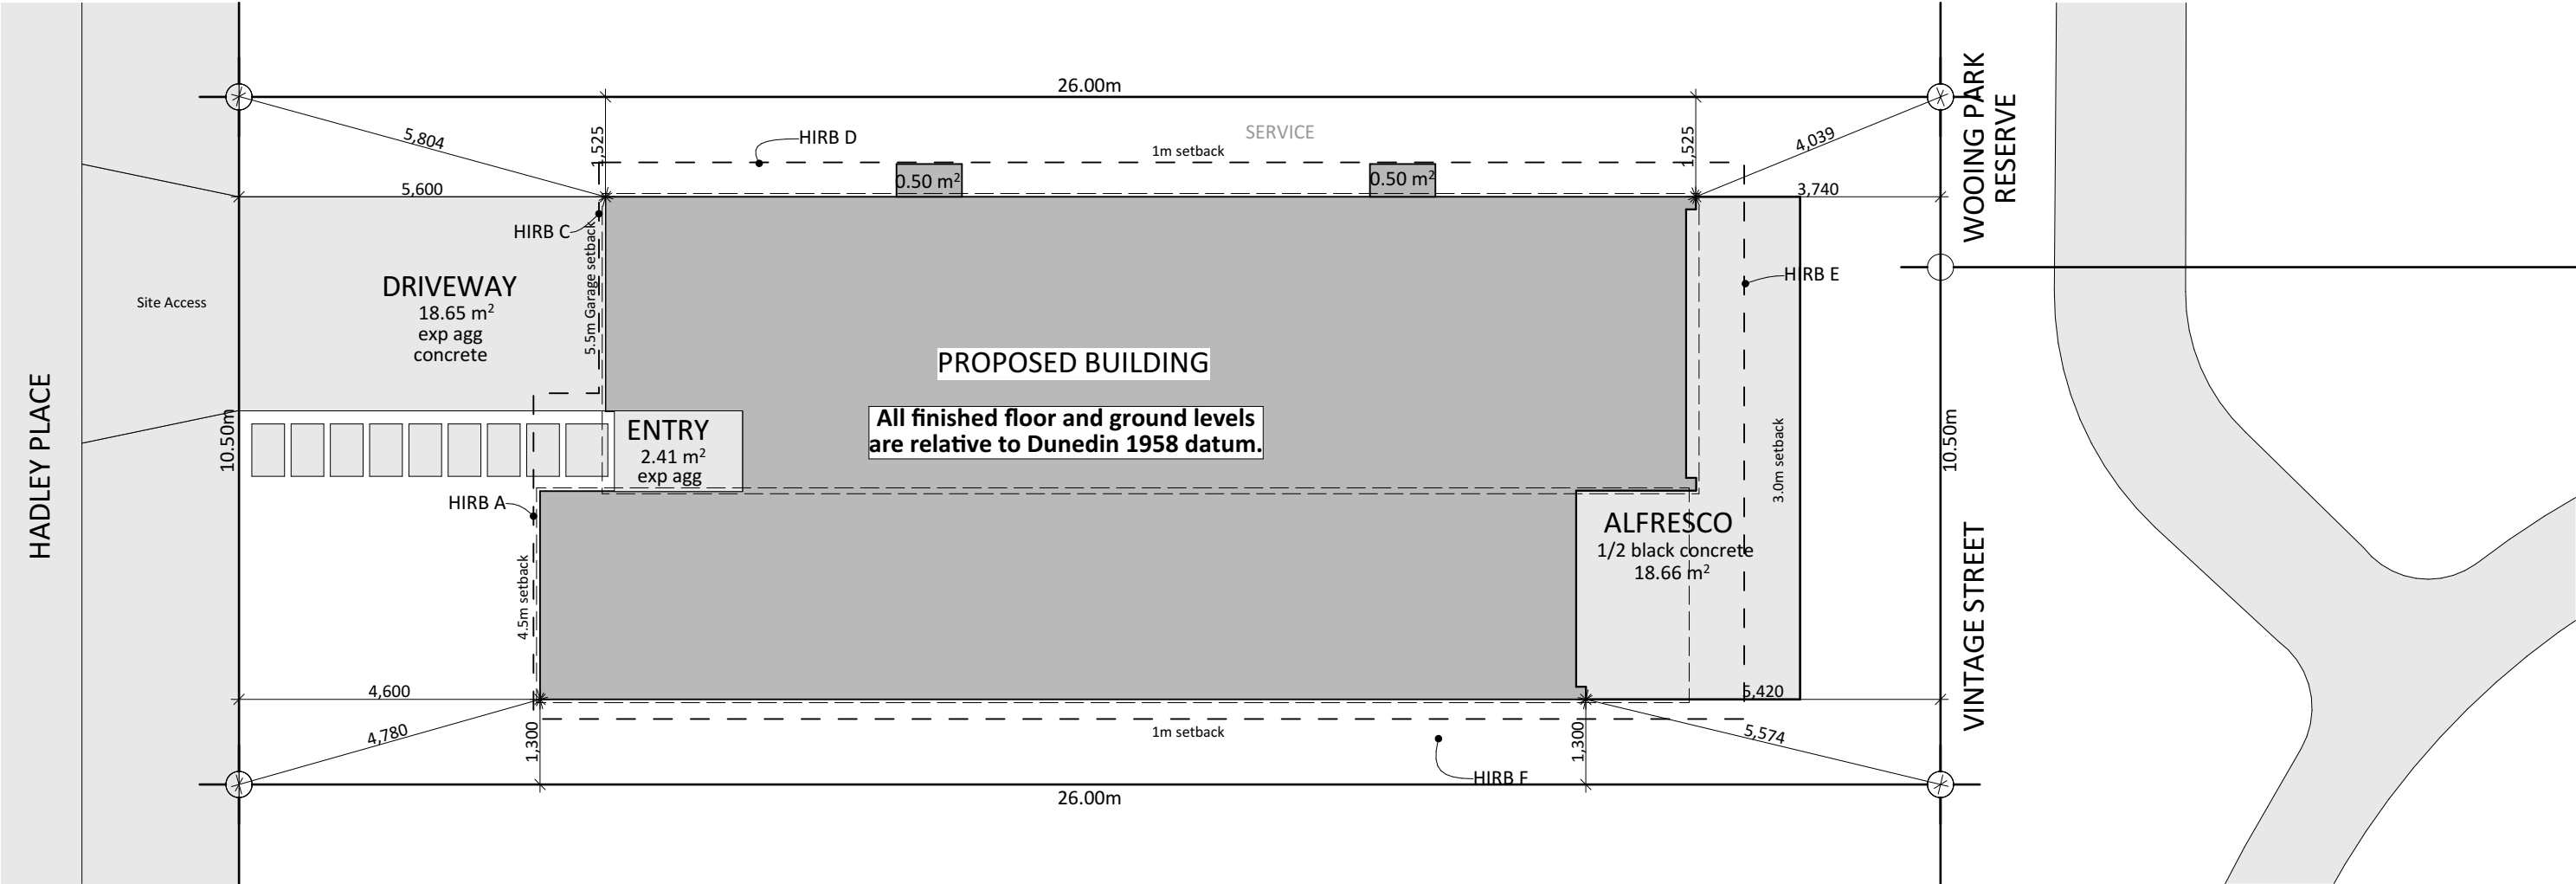 26.00m
WOOING PARK
RESERVE
5,804
1,525
HIRB D
SERVICE
1m setback
1,525
4,039
0.50 m²
0.50 m²
5,600
3,740
HIRB C
5.5m Garage setback
DRIVEWAY
18.65 m²
exp agg
concrete
Site Access
HIRB E
PROPOSED BUILDING
All finished floor and ground levels
are relative to Dunedin 1958 datum.
HADLEY PLACE
10.50m
ENTRY
2.41 m²
exp agg
3.0m setback
10.50m
HIRB A
ALFRESCO
1/2 black concrete
18.66 m²
VINTAGE STREET
4.5m setback
4,600
5,420
4,780
1,300
1m setback
1,300
5,574
HIRB F
26.00m